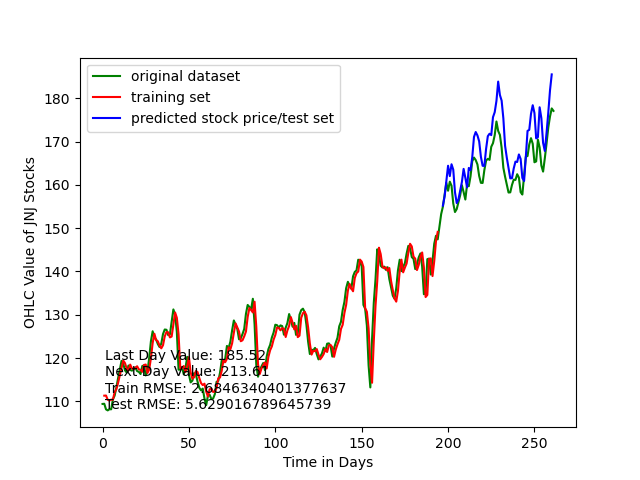 original dataset
training set
predicted stock price/test set
OHLC Value of JNJ Stocks
180
170
160
150
140
130
120
110
Last Day Value: 185.52
Next Day Value: 213.61
Train RMSE: 2.6846340401377637
Test RMSE: 5.629016789645739
0 50 100 150 200 250
Time in Days